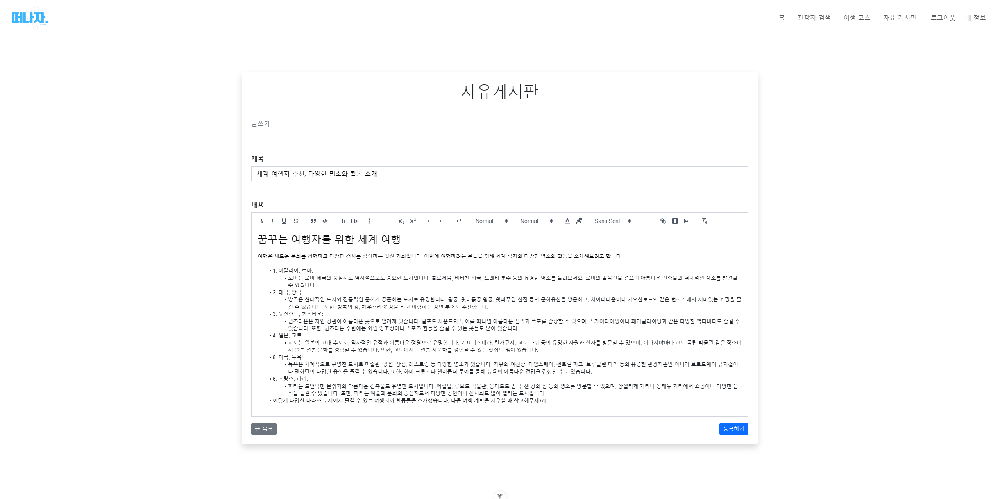 떠나자.
홈 관광지 검색 여행 코스 자유 게시판 로그아웃 내 정보
자유게시판
글쓰기
제목
세계 여행지 추천, 다양한 명소와 활동 소개
내용
B I U S H1 H2 x₂ x² Normal Normal A A Sans Serif
꿈꾸는 여행자를 위한 세계 여행
여행은 새로운 문화를 경험하고 다양한 경치를 감상하는 멋진 기회입니다. 이번에 여행하려는 분들을 위해 세계 각지의 다양한 명소와 활동을 소개해보려고 합니다.
• 1. 이탈리아, 로마:
• 로마는 로마 제국의 중심지로 역사적으로도 중요한 도시입니다. 콜로세움, 바티칸 시국, 트레비 분수 등의 유명한 명소를 둘러보세요. 로마의 골목길을 걸으며 아름다운 건축물과 역사적인 장소를 발견할
수 있습니다.
• 2. 태국, 방콕:
• 방콕은 현대적인 도시와 전통적인 문화가 공존하는 도시로 유명합니다. 왕궁, 왓아룱콩 왕궁, 왓파푸람 신전 등의 문화유산을 방문하고, 차이나타운이나 카오산로드와 같은 번화가에서 재미있는 쇼핑을 즐
길 수 있습니다. 또한, 방콕의 강, 채우프라야 강을 타고 여행하는 강변 투어도 추천합니다.
• 3. 뉴질랜드, 퀸즈타운:
• 퀸즈타운은 자연 경관이 아름다운 곳으로 알려져 있습니다. 밀포드 사운드와 투어를 떠나면 아름다운 절벽과 폭포를 감상할 수 있으며, 스카이다이빙이나 패러글라이딩과 같은 다양한 액티비티도 즐길 수
있습니다. 또한, 퀸즈타운 주변에는 와인 양조장이나 스포츠 활동을 즐길 수 있는 곳들도 많이 있습니다.
• 4. 일본, 교토:
• 교토는 일본의 고대 수도로, 역사적인 유적과 아름다운 정원으로 유명합니다. 키요미즈데라, 킨카쿠지, 교토 타워 등의 유명한 사원과 신사를 방문할 수 있으며, 아라시야마나 교토 국립 박물관 같은 장소에
서 일본 전통 문화를 경험할 수 있습니다. 또한, 교토에서는 전통 차문화를 경험할 수 있는 찻집도 많이 있습니다.
• 5. 미국, 뉴욕:
• 뉴욕은 세계적으로 유명한 도시로 미술관, 공원, 상점, 레스토랑 등 다양한 명소가 있습니다. 자유의 여신상, 타임스퀘어, 센트럴 파크, 브루클린 다리 등의 유명한 관광지뿐만 아니라 브로드웨이 뮤지컬이
나 맨하탄의 다양한 음식을 즐길 수 있습니다. 또한, 하버 크루즈나 헬리콥터 투어를 통해 뉴욕의 아름다운 전망을 감상할 수도 있습니다.
• 6. 프랑스, 파리:
• 파리는 로맨틱한 분위기와 아름다운 건축물로 유명한 도시입니다. 에펠탑, 루브르 박물관, 몽마르트 언덕, 센 강의 섬 등의 명소를 방문할 수 있으며, 샹젤리제 거리나 몽테뉴 거리에서 쇼핑이나 다양한 음
식을 즐길 수 있습니다. 또한, 파리는 예술과 문화의 중심지로서 다양한 공연이나 전시회도 많이 열리는 도시입니다.
• 이렇게 다양한 나라와 도시에서 즐길 수 있는 여행지와 활동들을 소개했습니다. 다음 여행 계획을 세우실 때 참고해주세요!
글 목록 등록하기